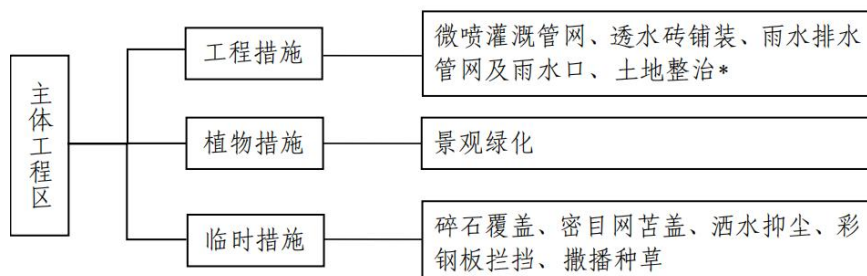 主体工程区
工程措施
微喷灌溉管网、透水砖铺装、雨水排水
管网及雨水口、土地整治*
植物措施
景观绿化
临时措施
碎石覆盖、密目网苫盖、洒水抑尘、彩
钢板拦挡、撒播种草